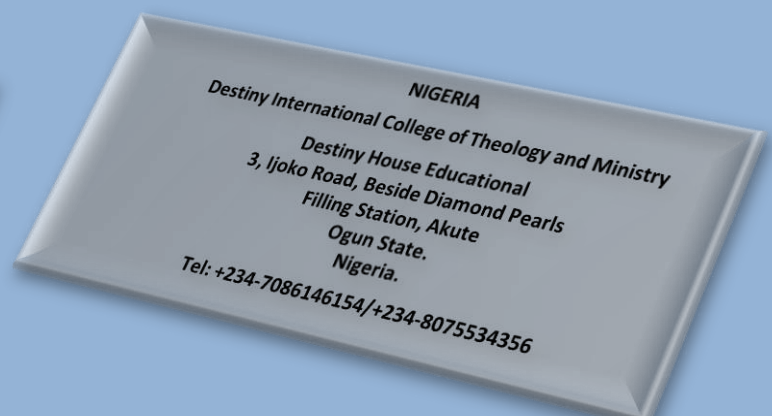 NIGERIA
Destiny International College of Theology and Ministry
Destiny House Educational
3, Ijoko Road, Beside Diamond Pearls
Filling Station, Akute
Ogun State.
Nigeria.
Tel: +234-7086146154/+234-8075534356